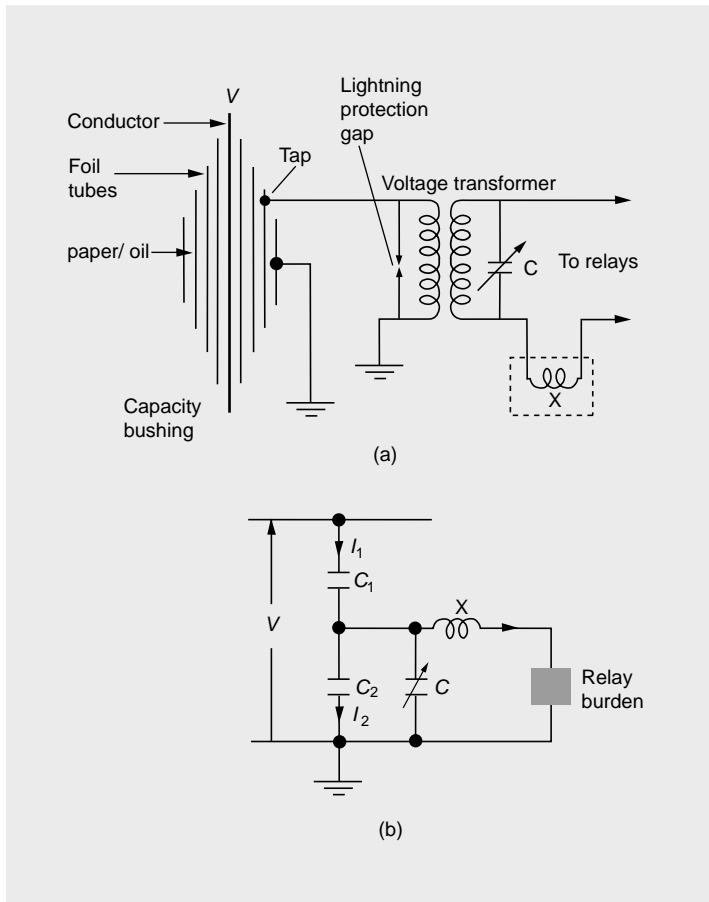 V
Lightning
protection
gap
Conductor
Tap
Foil
tubes
Voltage transformer
paper/ oil
C
To relays
X
Capacity
bushing
(a)
I1
C1
X
V
C2
C
Relay
burden
I2
(b)